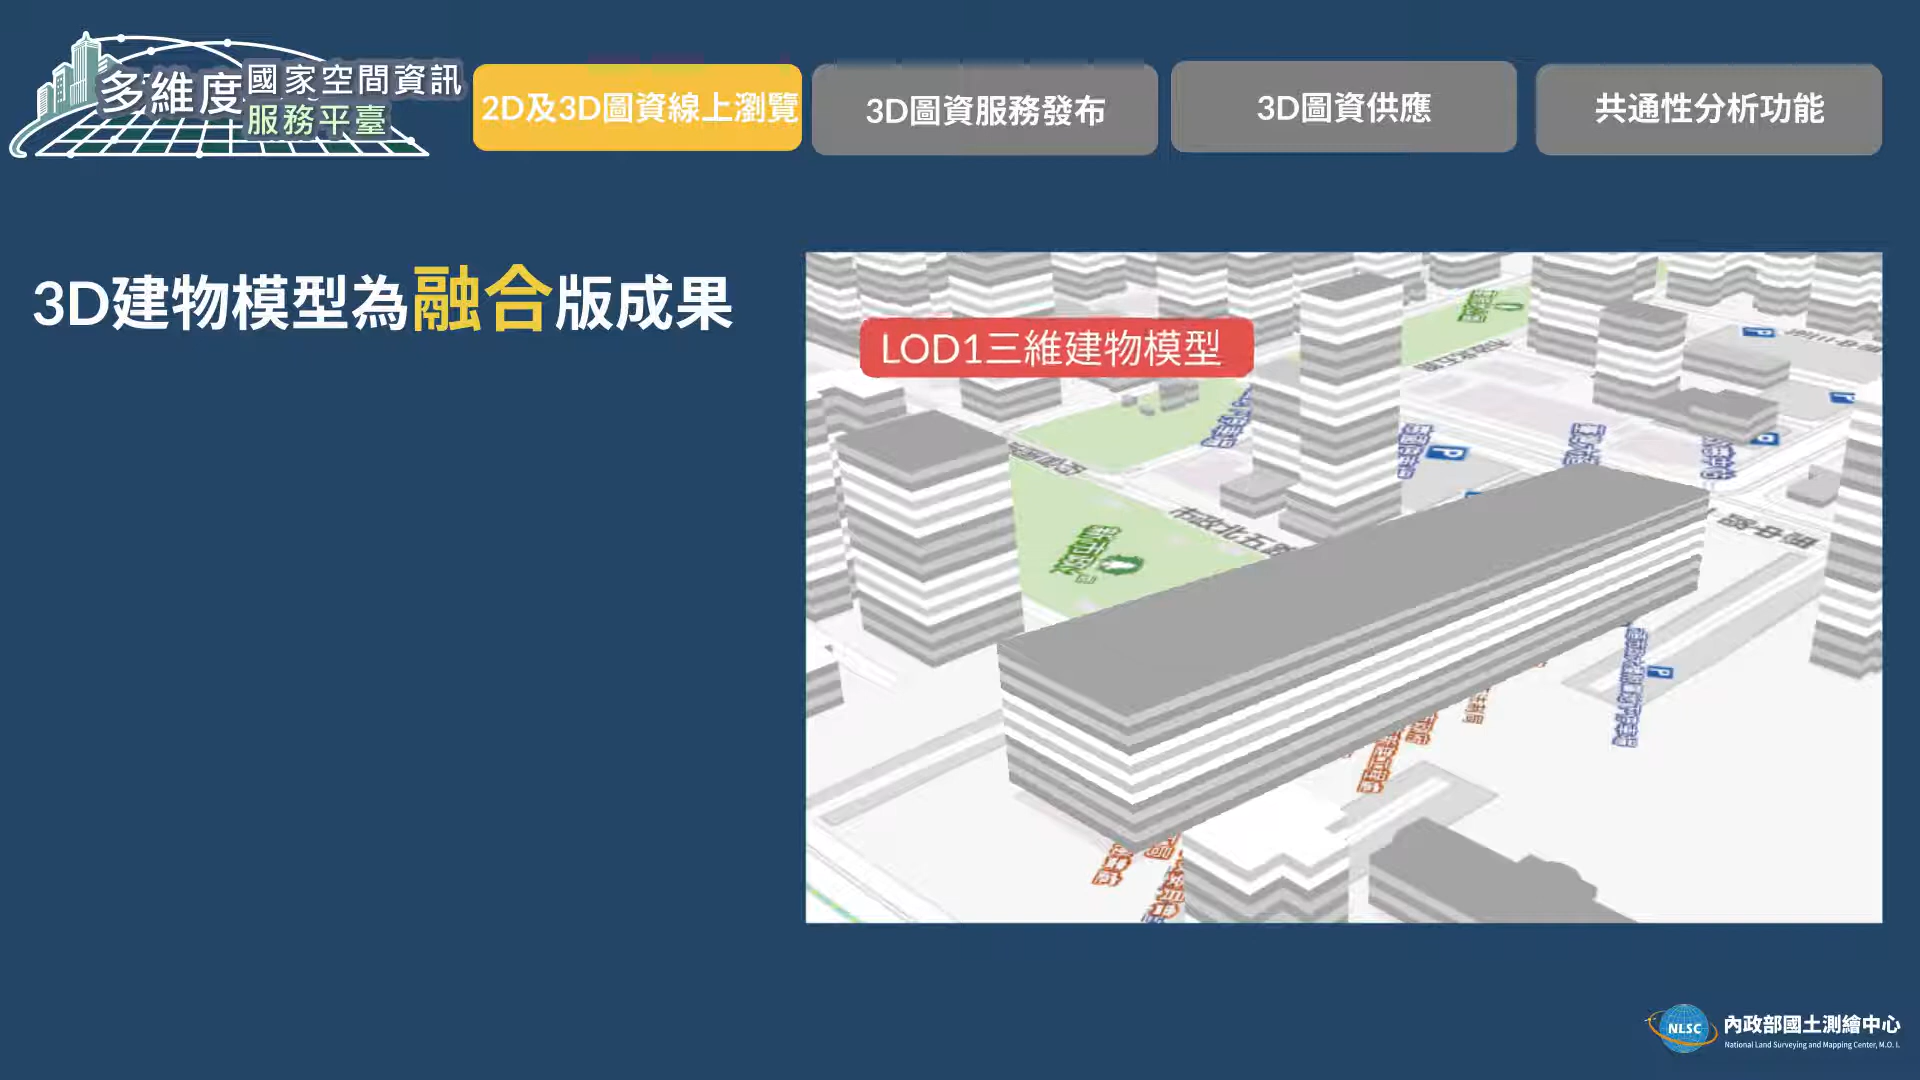 多維度國家空間資訊
服務平臺
2D及3D圖資線上瀏覽
3D圖資服務發布
3D圖資供應
共通性分析功能
3D建物模型為融合版成果
LOD1三維建物模型
市政北五路
P
P
P
NLSC
內政部國土測繪中心
National Land Surveying and Mapping Center, M.O.I.